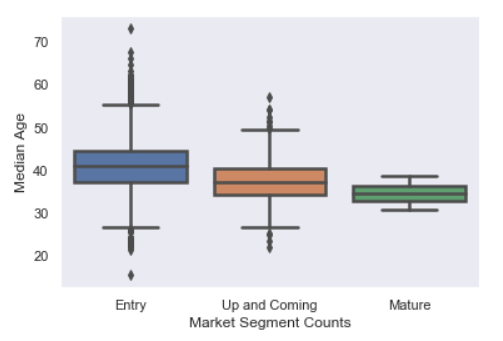 70
60
50
40
30
20
Median Age
Entry
Up and Coming
Mature
Market Segment Counts